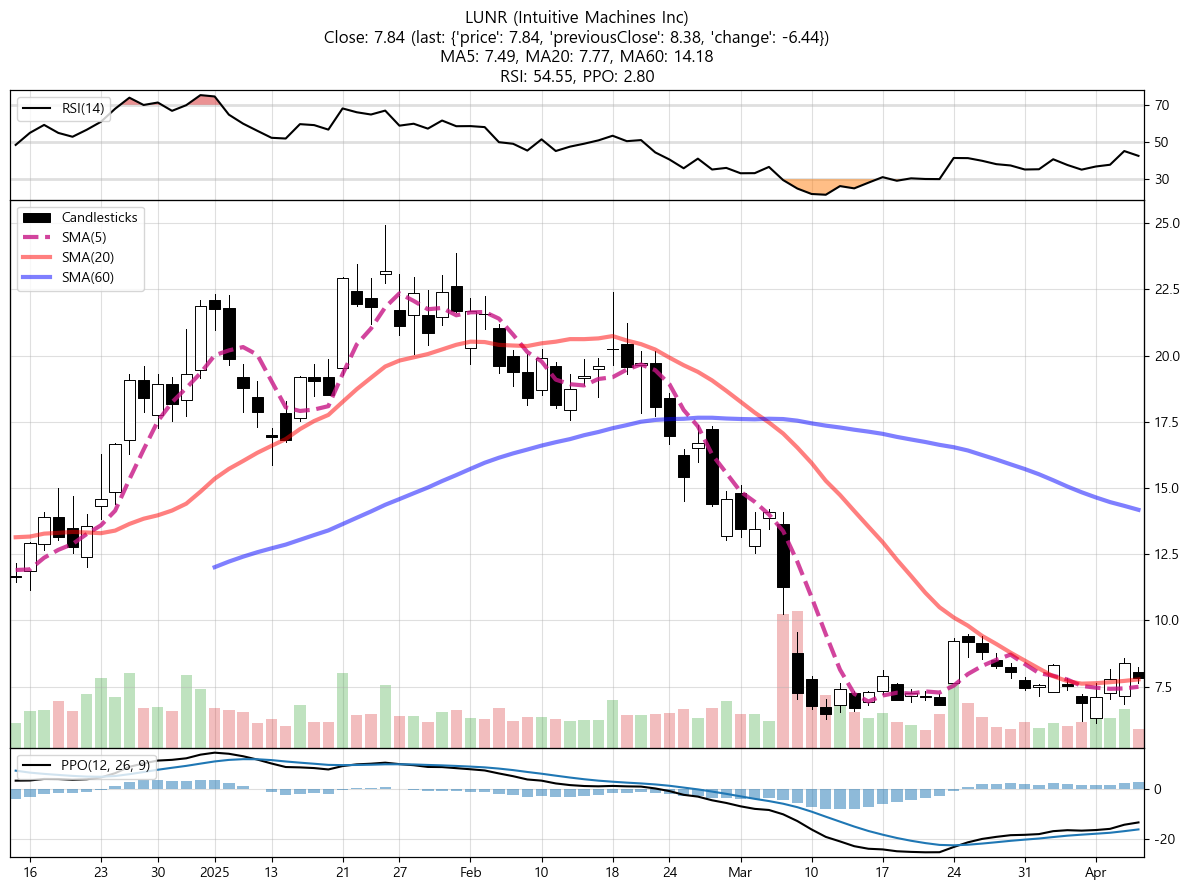 LUNR (Intuitive Machines Inc)
Close: 7.84 (last: {'price': 7.84, 'previousClose': 8.38, 'change': -6.44})
MA5: 7.49, MA20: 7.77, MA60: 14.18
RSI: 54.55, PPO: 2.80
RSI(14)
70
50
30
Candlesticks
SMA(5)
SMA(20)
SMA(60)
25.0
22.5
20.0
17.5
15.0
12.5
10.0
7.5
PPO(12, 26, 9)
0
-20
16 23 30 2025 13 21 27 Feb 10 18 24 Mar 10 17 24 31 Apr